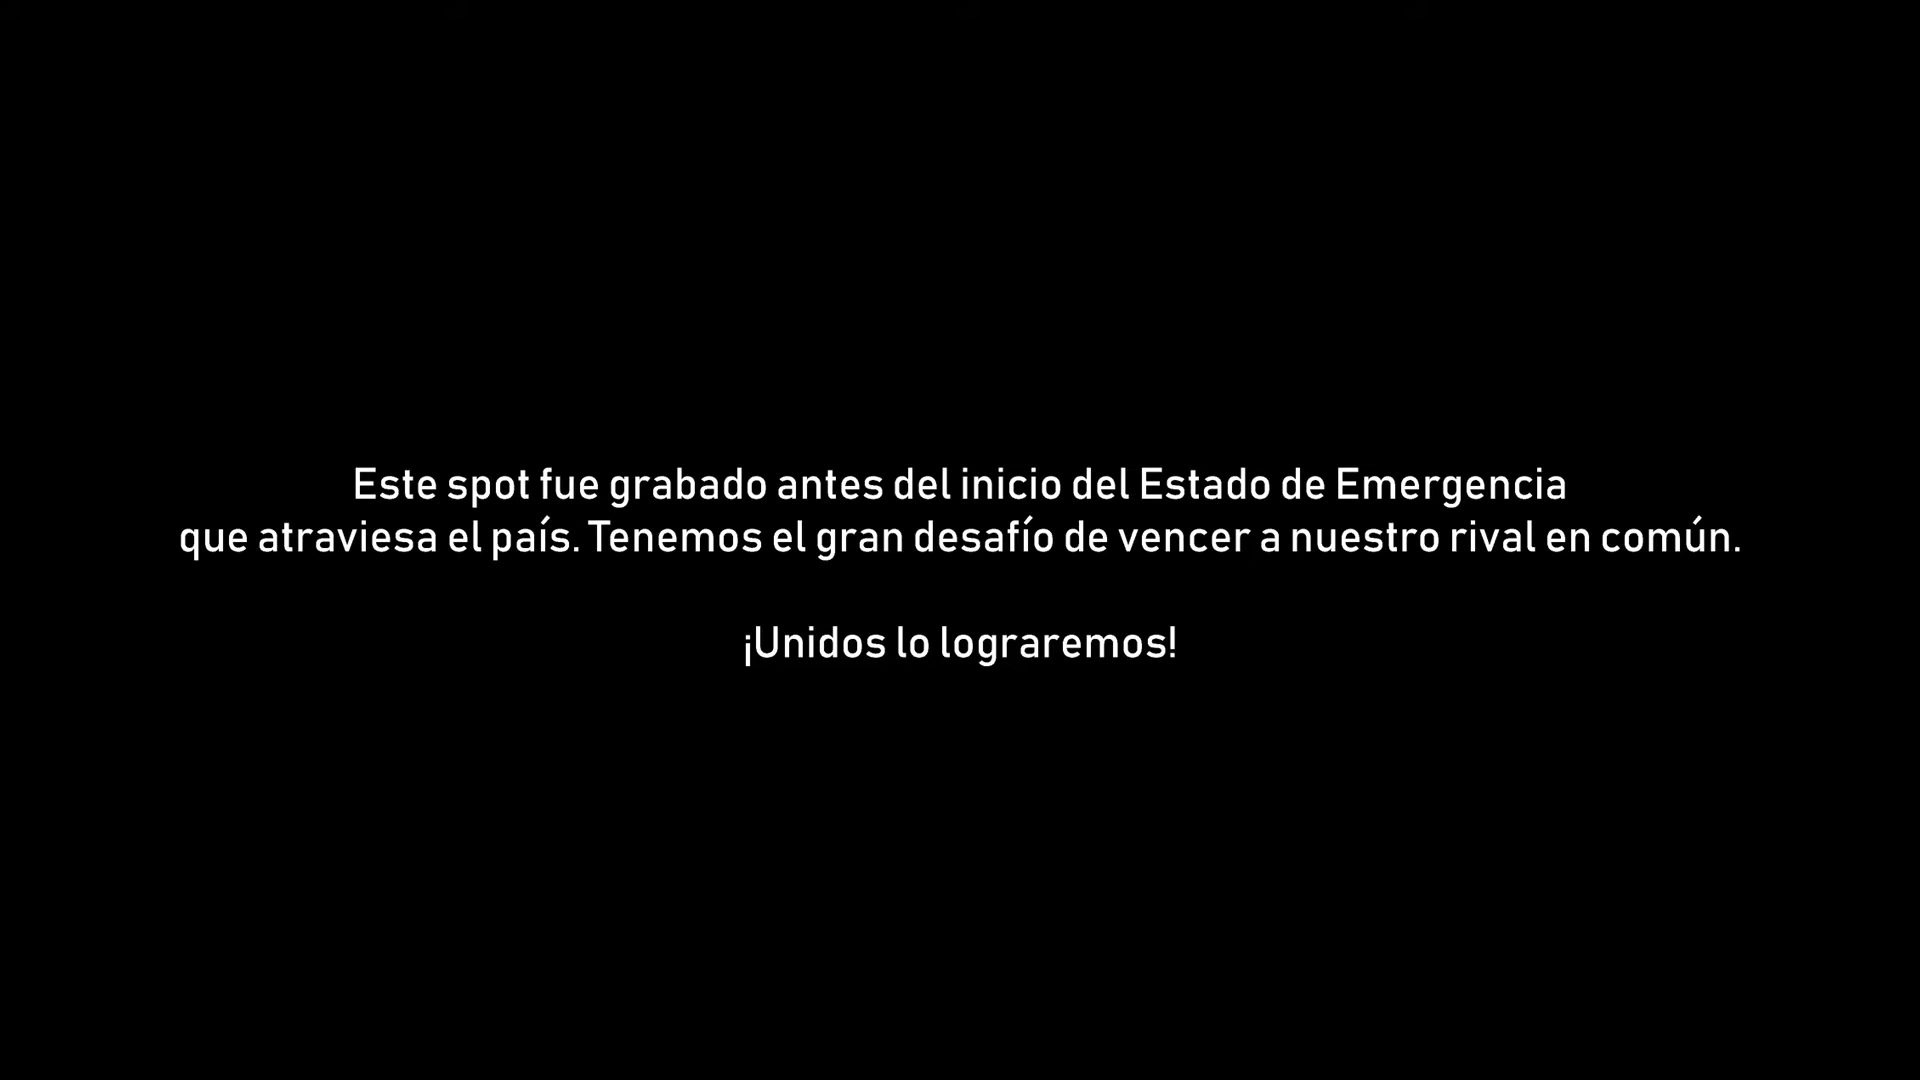 Este spot fue grabado antes del inicio del Estado de Emergencia
que atraviesa el país. Tenemos el gran desafío de vencer a nuestro rival en común.
¡Unidos lo lograremos!